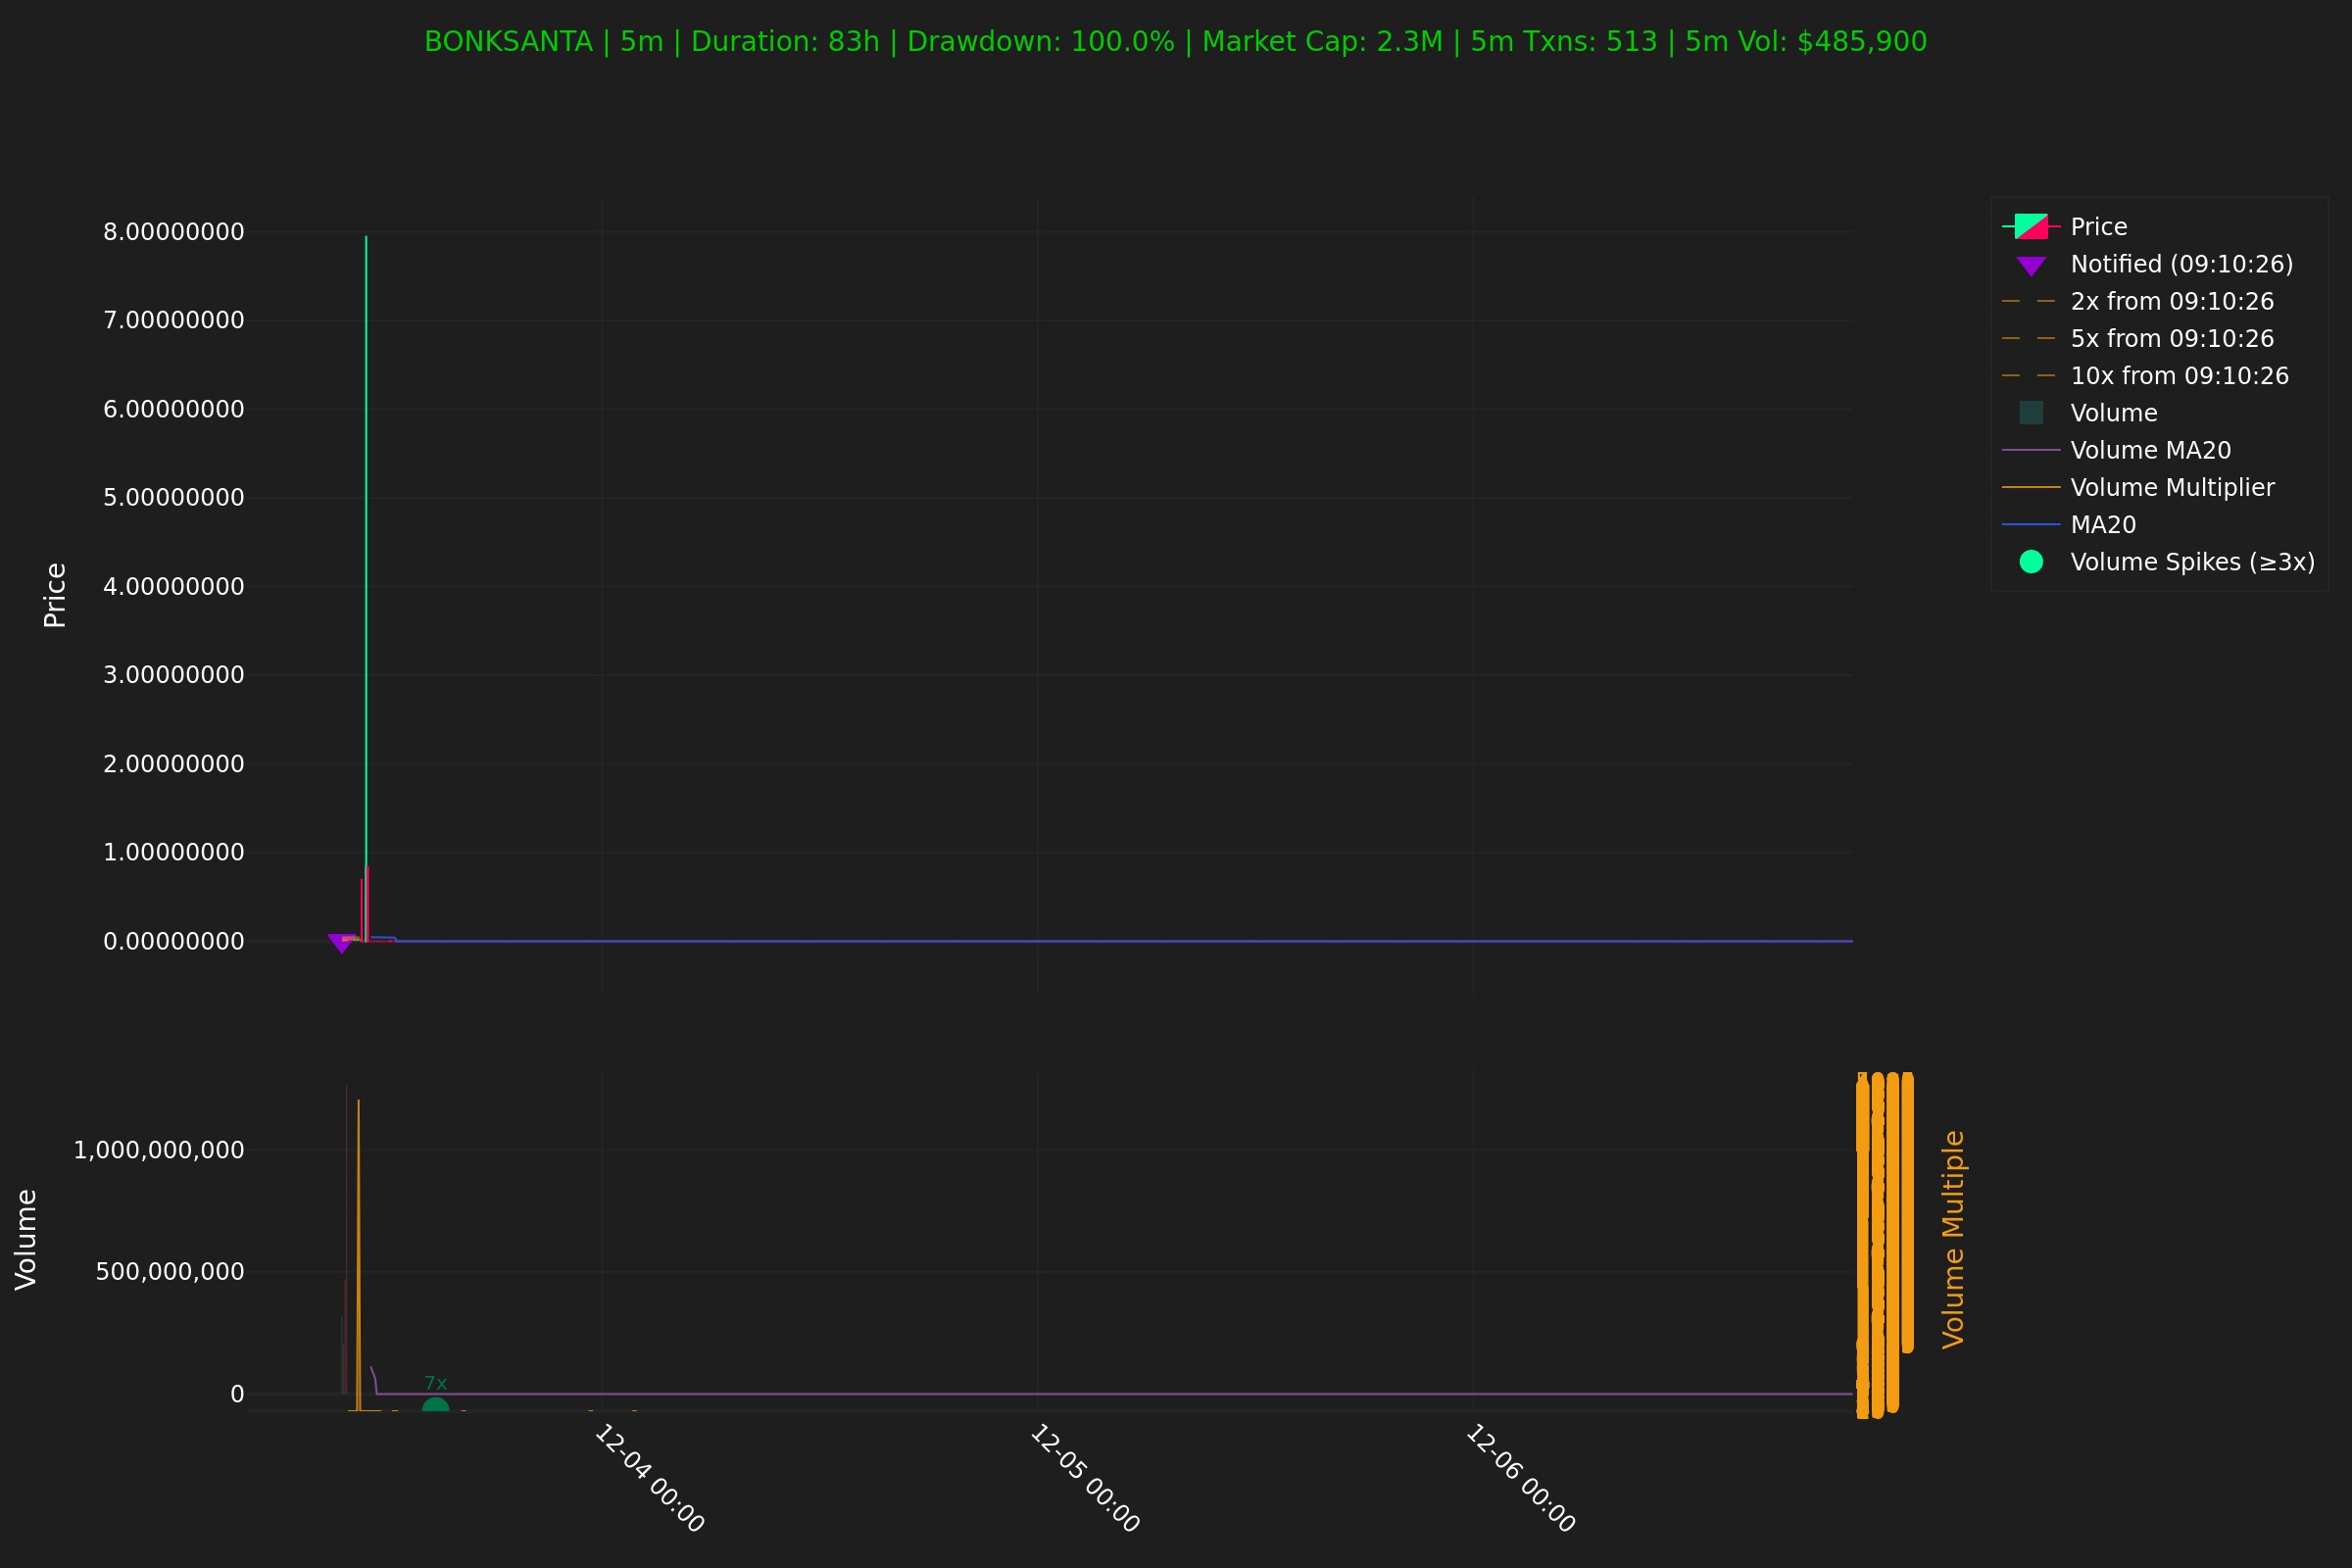 BONKSANTA | 5m | Duration: 83h | Drawdown: 100.0% | Market Cap: 2.3M | 5m Txns: 513 | 5m Vol: $485,900
8.00000000
7.00000000
6.00000000
5.00000000
4.00000000
3.00000000
2.00000000
1.00000000
0.00000000
Price
Price
Notified (09:10:26)
2x from 09:10:26
5x from 09:10:26
10x from 09:10:26
Volume
Volume MA20
Volume Multiplier
MA20
Volume Spikes (≥3x)
1,000,000,000
500,000,000
0
Volume
7x
Volume Multiple
12-04 00:00
12-05 00:00
12-06 00:00